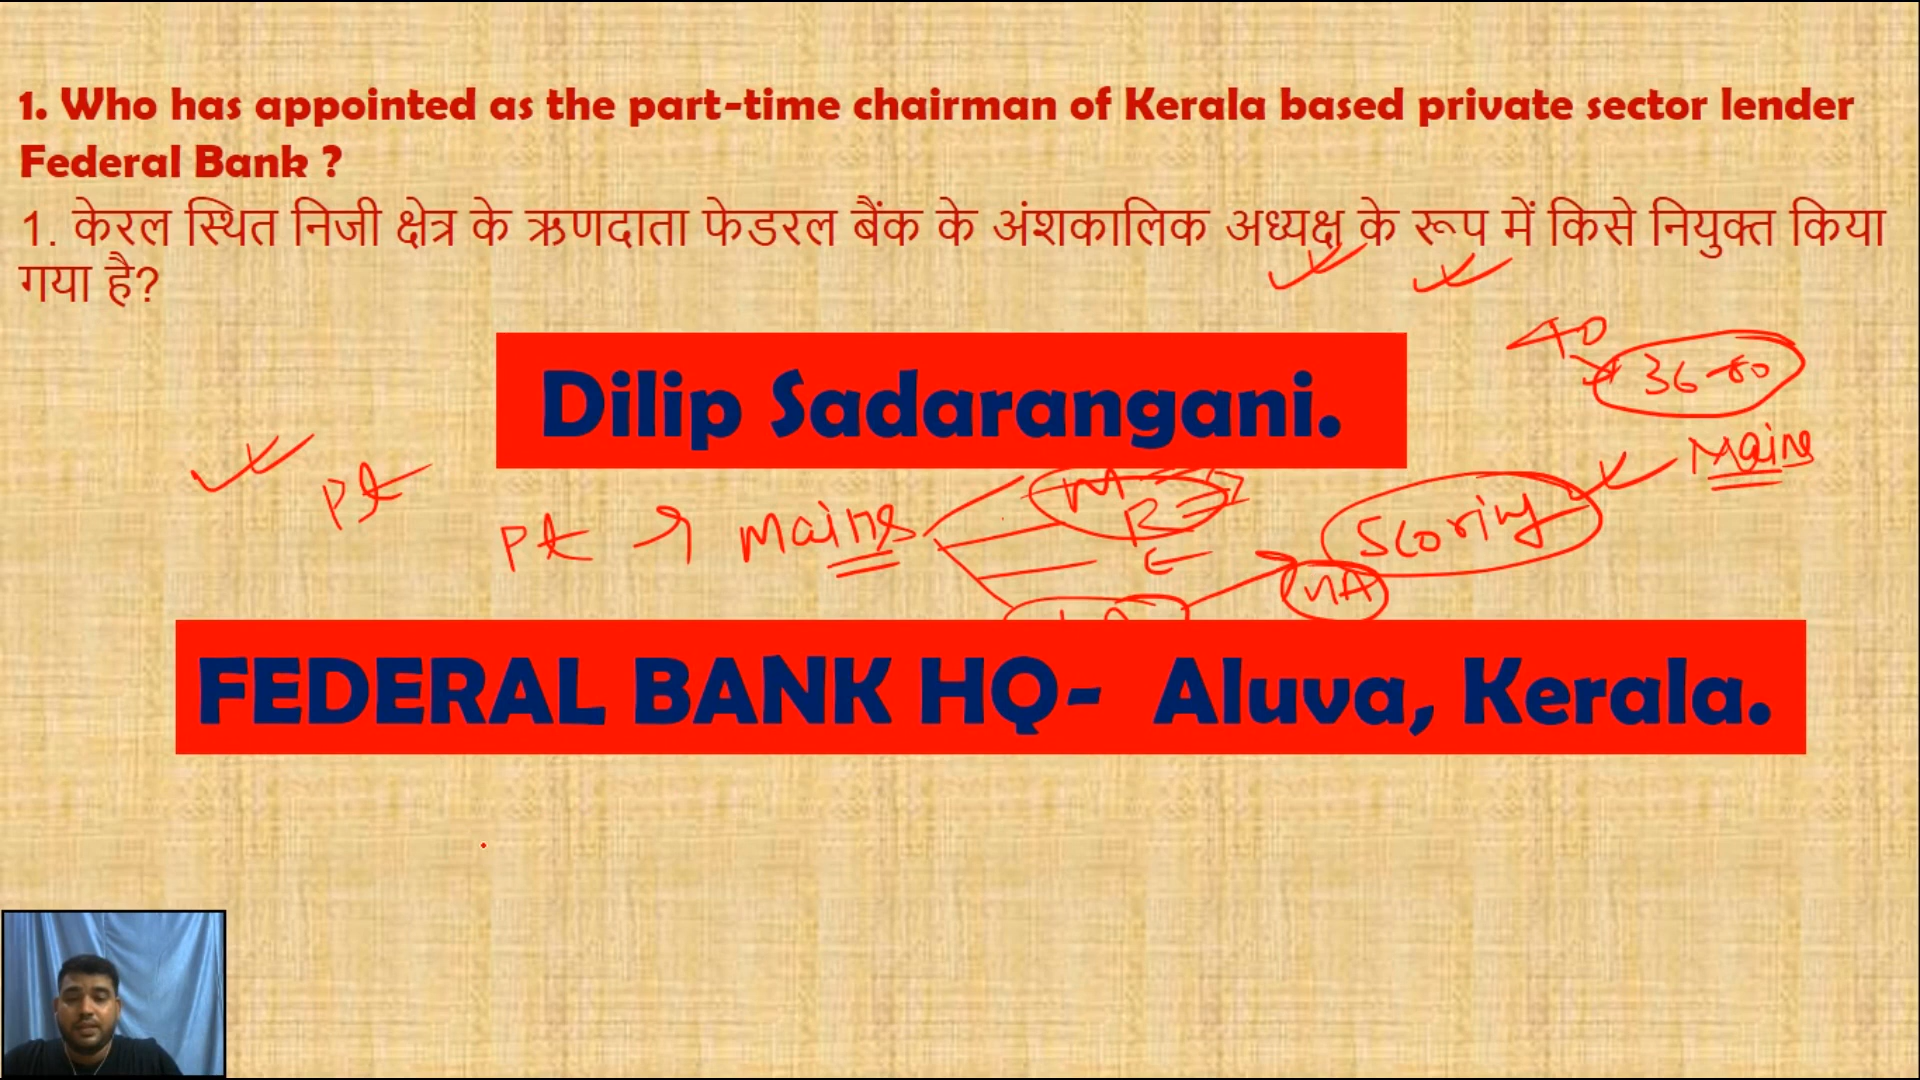 1. Who has appointed as the part-time chairman of Kerala based private sector lender
Federal Bank ?
1. केरल स्थित निजी क्षेत्र के ऋणदाता फेडरल बैंक के अंशकालिक अध्यक्ष के रूप में किसे नियुक्त किया
गया है?
40
36
Dilip Sadarangani.
Mains
Pt
Pt
Mains
M
R
E
Scoring
FEDERAL BANK HQ- Aluva, Kerala.